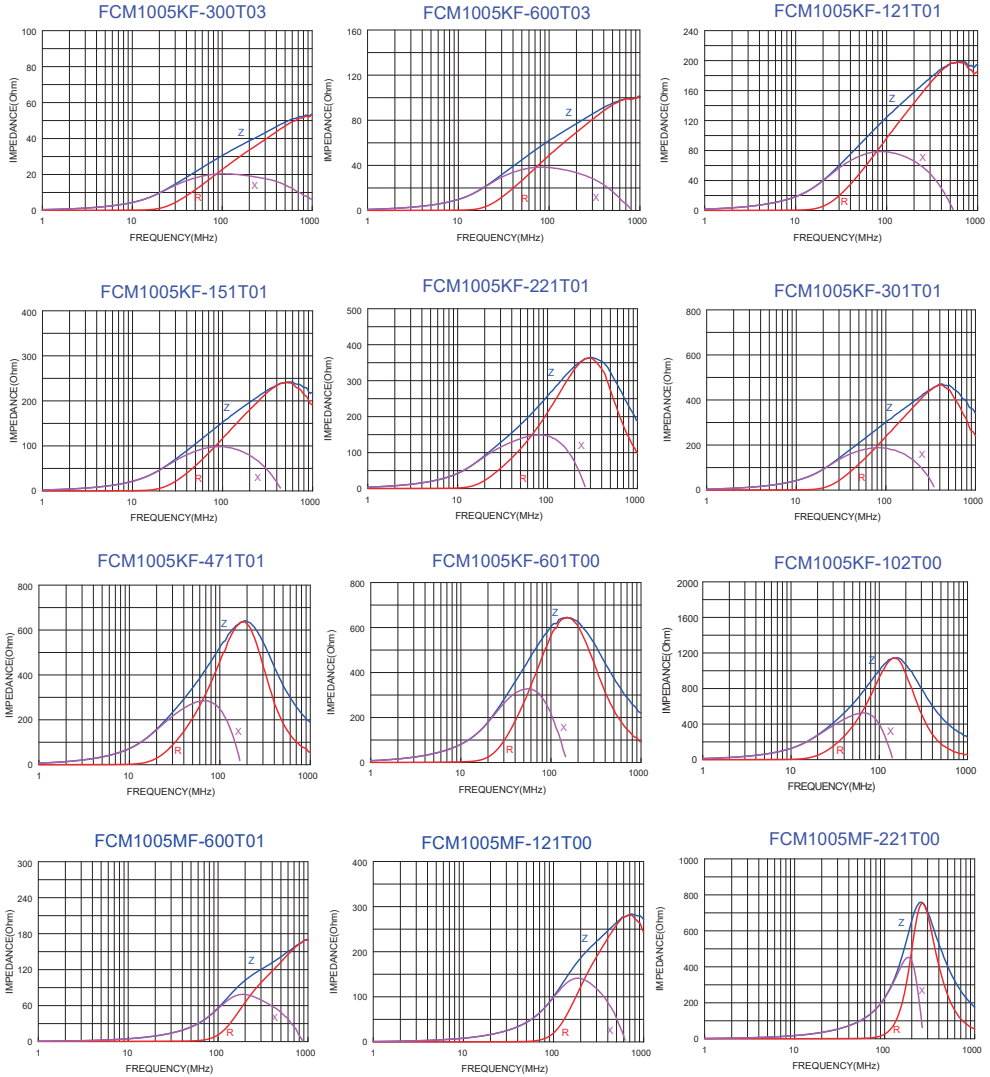 FCM1005KF-300T03
IMPEDANCE(Ohm)
100
80
60
50
40
20
0
Z
R
X
1
10
100
1000
FREQUENCY(MHz)
FCM1005KF-600T03
IMPEDANCE(Ohm)
160
120
100
80
40
0
Z
R
X
1
10
100
1000
FREQUENCY(MHz)
FCM1005KF-121T01
IMPEDANCE(Ohm)
240
200
160
120
80
40
0
Z
R
X
1
10
100
1000
FREQUENCY(MHz)
FCM1005KF-151T01
IMPEDANCE(Ohm)
400
300
250
200
100
0
Z
R
X
1
10
100
1000
FREQUENCY(MHz)
FCM1005KF-221T01
IMPEDANCE(Ohm)
500
400
350
300
200
100
0
Z
R
X
1
10
100
1000
FREQUENCY(MHz)
FCM1005KF-301T01
IMPEDANCE(Ohm)
800
600
400
200
0
Z
R
X
1
10
100
1000
FREQUENCY(MHz)
FCM1005KF-471T01
IMPEDANCE(Ohm)
800
600
400
200
0
Z
R
X
1
10
100
1000
FREQUENCY(MHz)
FCM1005KF-601T00
IMPEDANCE(Ohm)
800
600
400
200
0
Z
R
X
1
10
100
1000
FREQUENCY(MHz)
FCM1005KF-102T00
IMPEDANCE(Ohm)
2000
1600
1200
800
400
0
Z
R
X
1
10
100
1000
FREQUENCY(MHz)
FCM1005MF-600T01
IMPEDANCE(Ohm)
300
240
180
120
60
0
Z
R
X
1
10
100
1000
FREQUENCY(MHz)
FCM1005MF-121T00
IMPEDANCE(Ohm)
400
300
200
100
0
Z
R
X
1
10
100
1000
FREQUENCY(MHz)
FCM1005MF-221T00
IMPEDANCE(Ohm)
1000
800
600
400
200
0
Z
R
X
1
10
100
1000
FREQUENCY(MHz)